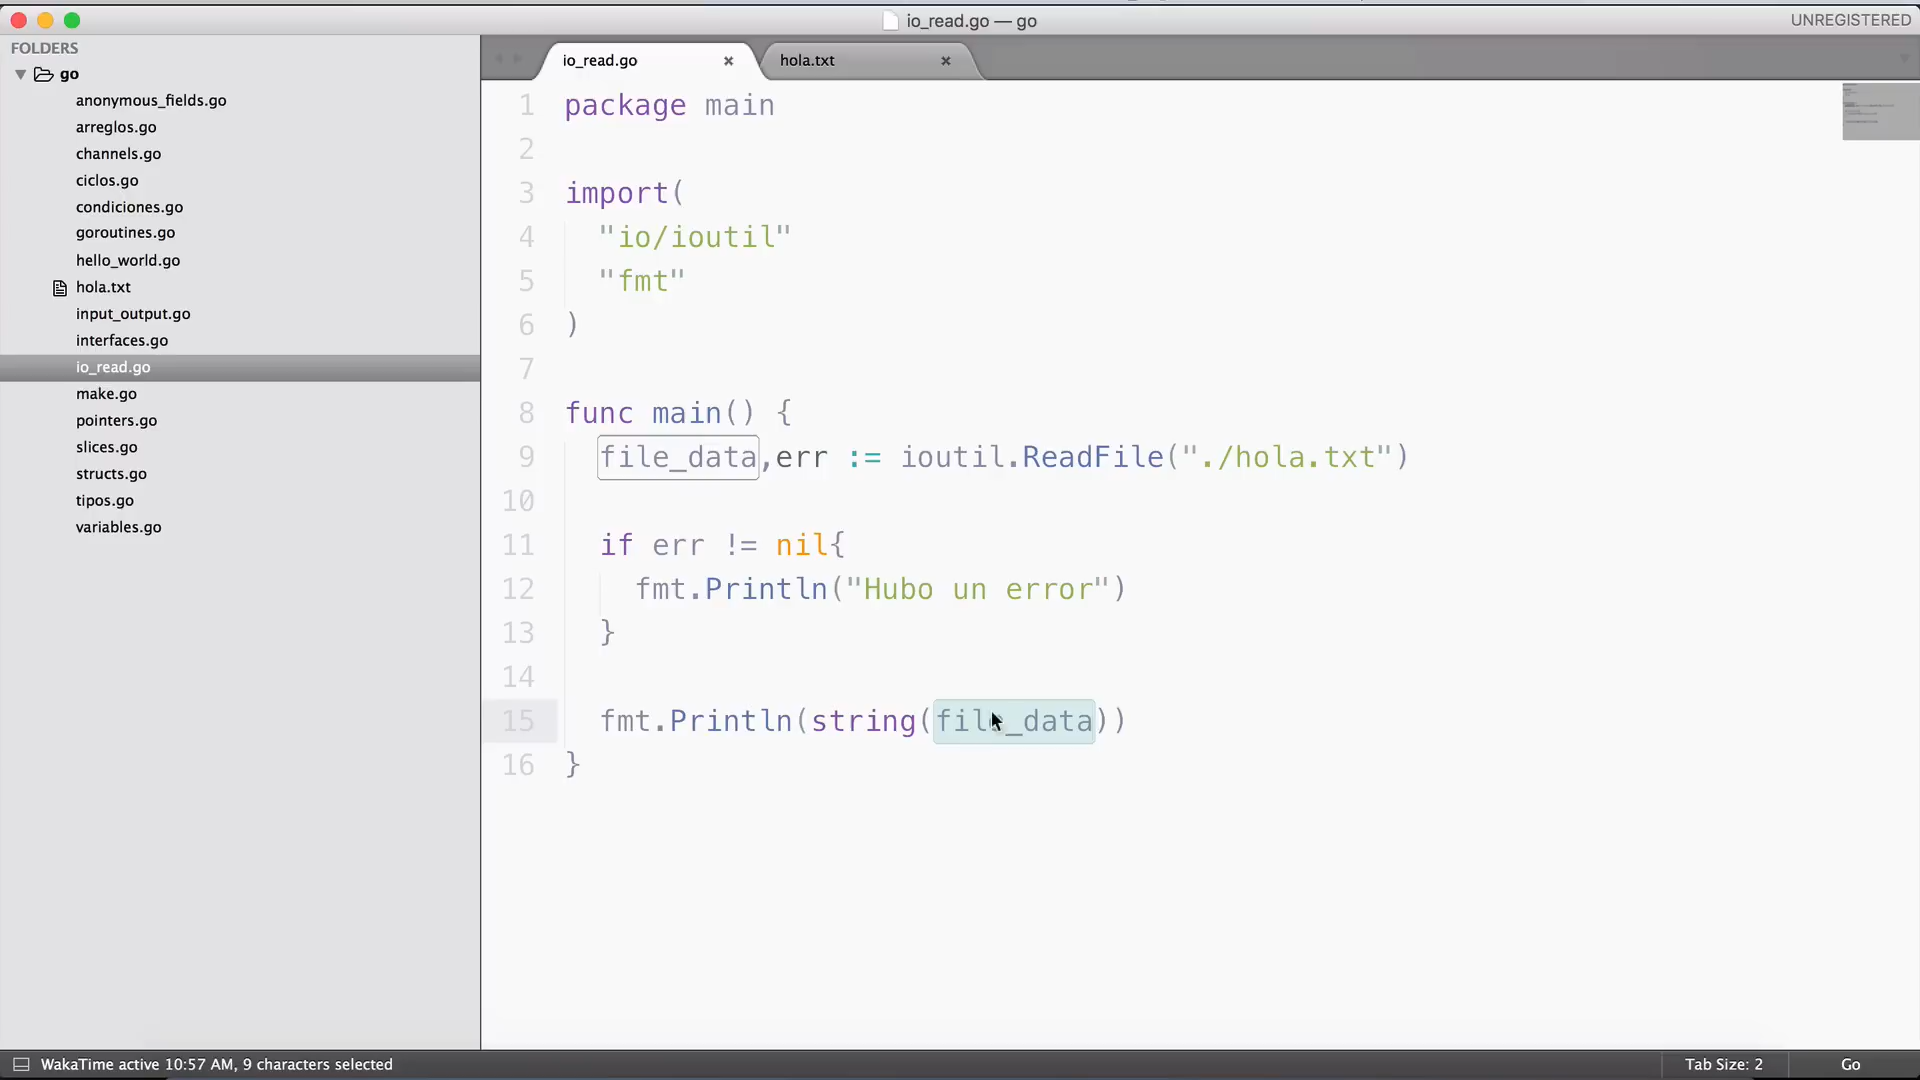 io_read.go — go
UNREGISTERED
FOLDERS
go
anonymous_fields.go
arreglos.go
channels.go
ciclos.go
condiciones.go
goroutines.go
hello_world.go
hola.txt
input_output.go
interfaces.go
io_read.go
make.go
pointers.go
slices.go
structs.go
tipos.go
variables.go
io_read.go × hola.txt ×
1 package main
2
3 import(
4 "io/ioutil"
5 "fmt"
6 )
7
8 func main() {
9 file_data,err := ioutil.ReadFile("./hola.txt")
10
11 if err != nil{
12 fmt.Println("Hubo un error")
13 }
14
15 fmt.Println(string(file_data))
16 }
WakaTime active 10:57 AM, 9 characters selected
Tab Size: 2
Go